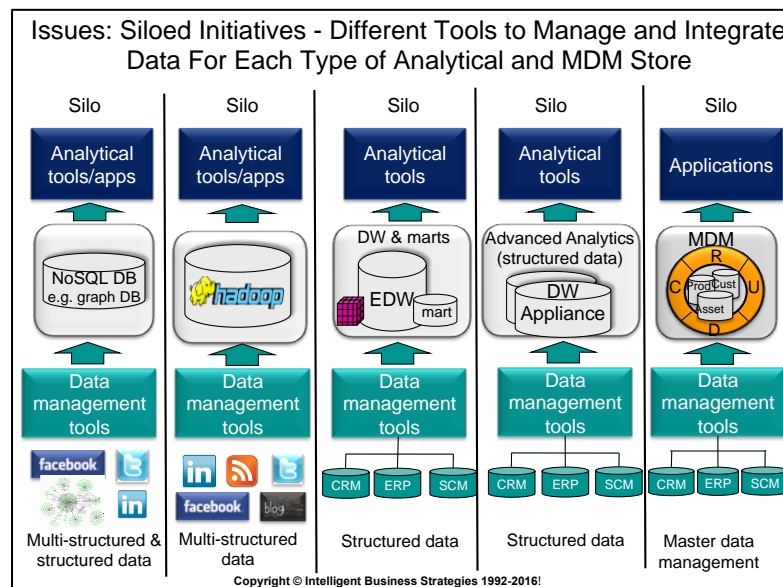 Issues: Siloed Initiatives - Different Tools to Manage and Integrate
Data For Each Type of Analytical and MDM Store
Silo
Analytical
tools/apps
NoSQL DB
e.g. graph DB
Data
management
tools
facebook
in
Multi-structured &
structured data
Silo
Analytical
tools/apps
hadoop
Data
management
tools
in
facebook
blog
Multi-structured
data
Silo
Analytical
tools
DW & marts
EDW
mart
Data
management
tools
CRM
ERP
SCM
Structured data
Silo
Analytical
tools
Advanced Analytics
(structured data)
DW
Appliance
Data
management
tools
CRM
ERP
SCM
Structured data
Silo
Applications
MDM
R
C
U
D
Prod
Cust
Asset
Data
management
tools
CRM
ERP
SCM
Master data
management
Copyright © Intelligent Business Strategies 1992-2016!